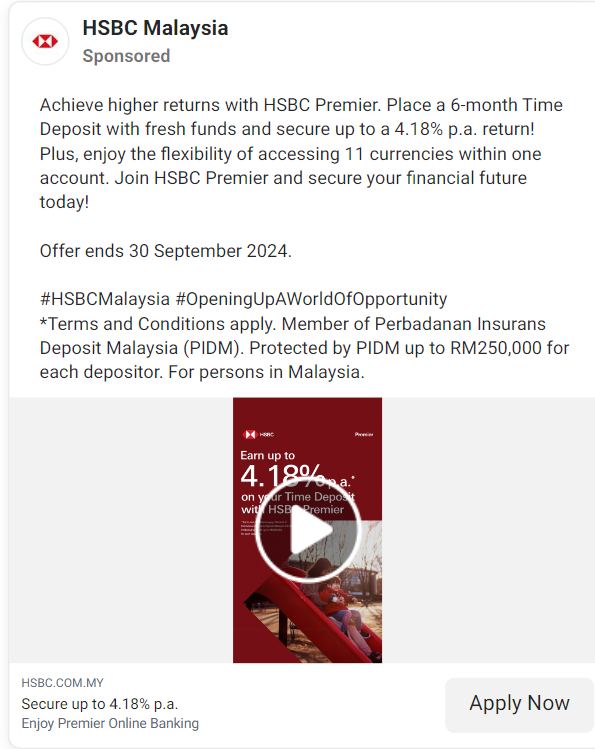 HSBC Malaysia
Sponsored
Achieve higher returns with HSBC Premier. Place a 6-month Time
Deposit with fresh funds and secure up to a 4.18% p.a. return!
Plus, enjoy the flexibility of accessing 11 currencies within one
account. Join HSBC Premier and secure your financial future
today!
Offer ends 30 September 2024.
#HSBCMalaysia #OpeningUpAWorldOfOpportunity
*Terms and Conditions apply. Member of Perbadanan Insurans
Deposit Malaysia (PIDM). Protected by PIDM up to RM250,000 for
each depositor. For persons in Malaysia.
HSBC
Premier
Earn up to
4.18% p.a.*
on your Time Deposit
with HSBC Premier
HSBC.COM.MY
Secure up to 4.18% p.a.
Enjoy Premier Online Banking
Apply Now